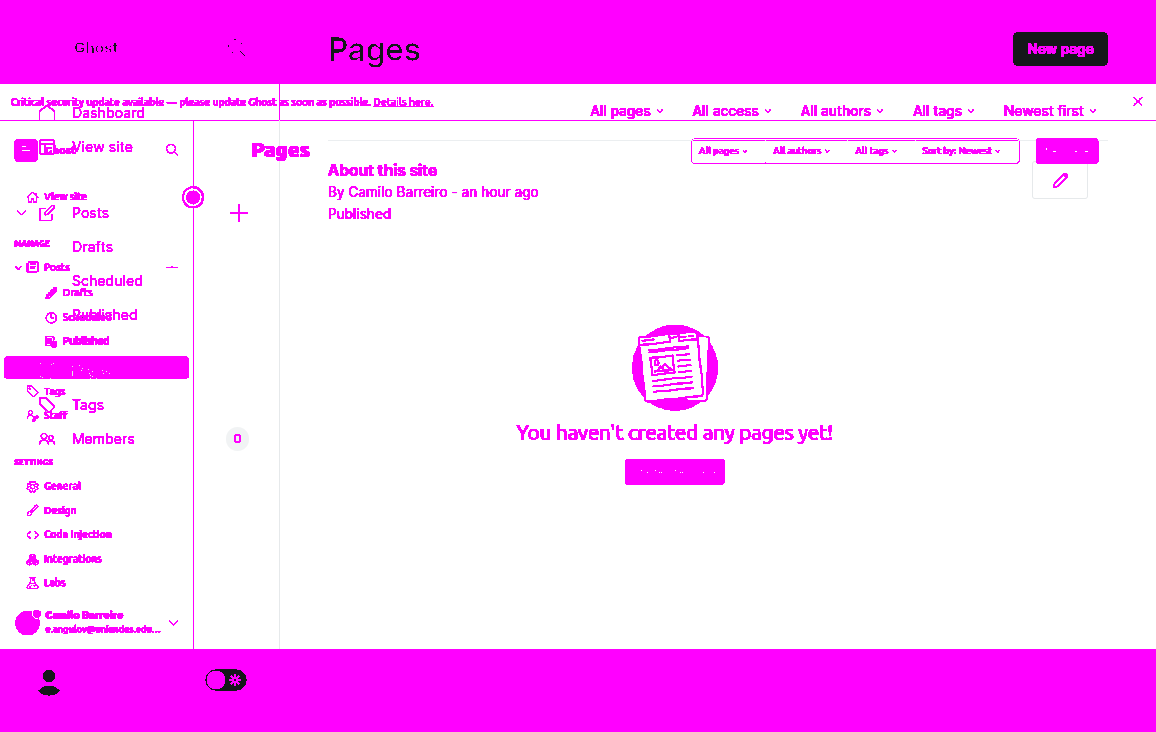 Ghost
Pages
New page
Critical security update available — please update Ghost as soon as possible. Details here.
Dashboard
All pages
All access
All authors
All tags
Newest first
Ghost
View site
Pages
All pages
All authors
All tags
Sort by: Newest
About this site
By Camilo Barreiro - an hour ago
Published
View site
Posts
MANAGE
Drafts
Posts
Scheduled
Drafts
Published
Scheduled
Published
Pages
Tags
Tags
Staff
Members
0
You haven't created any pages yet!
SETTINGS
General
Design
Code Injection
Integrations
Labs
Camilo Barreiro